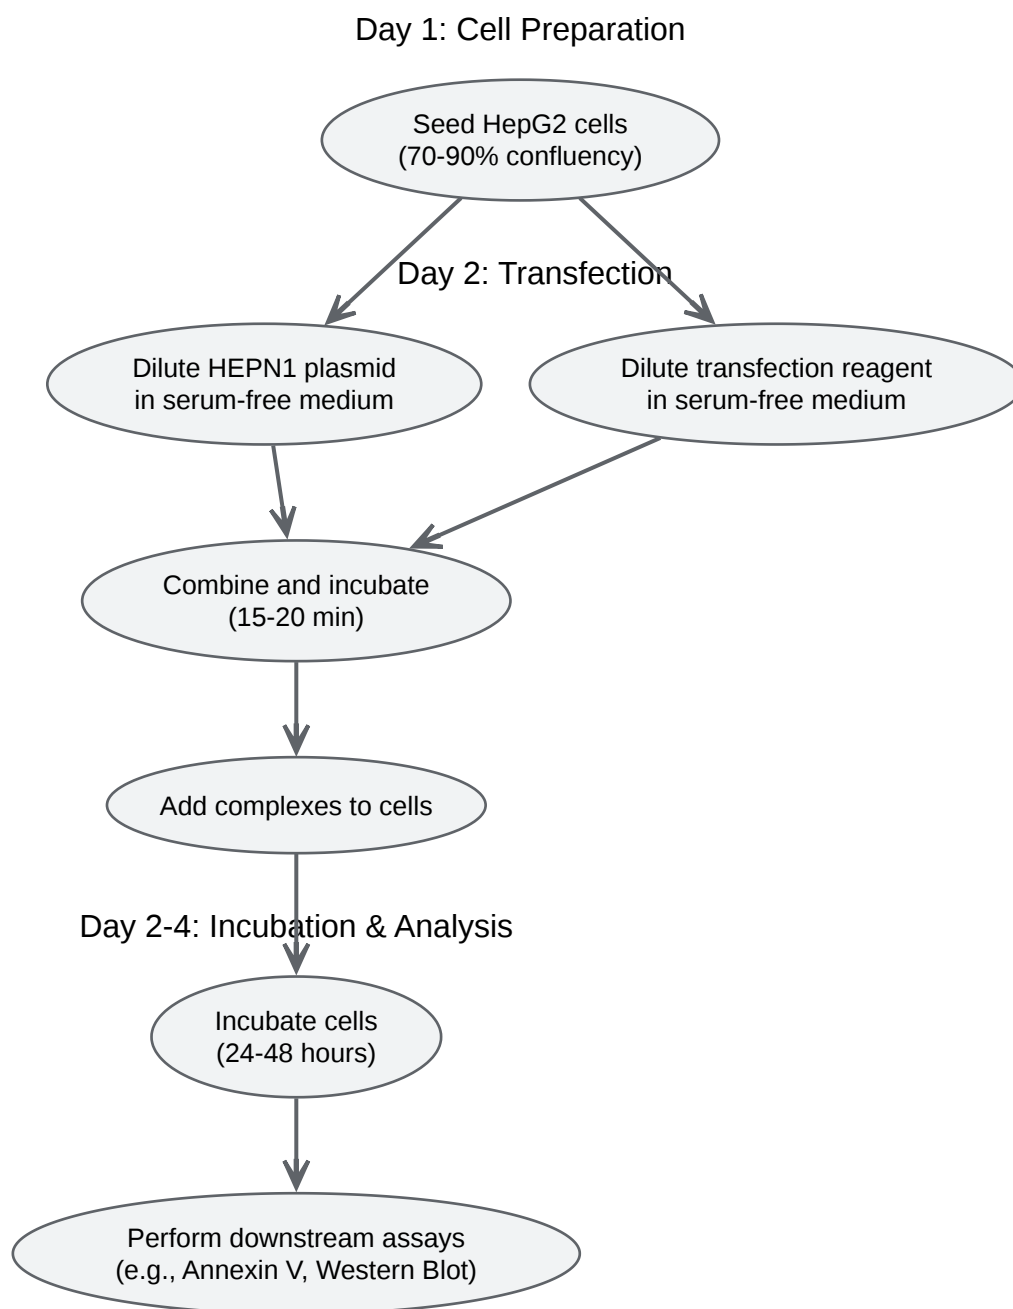 Day 1: Cell Preparation
Seed HepG2 cells
(70-90% confluency)
Day 2: Transfection
Dilute HEPN1 plasmid
in serum-free medium
Dilute transfection reagent
in serum-free medium
Combine and incubate
(15-20 min)
Add complexes to cells
Day 2-4: Incubation & Analysis
Incubate cells
(24-48 hours)
Perform downstream assays
(e.g., Annexin V, Western Blot)